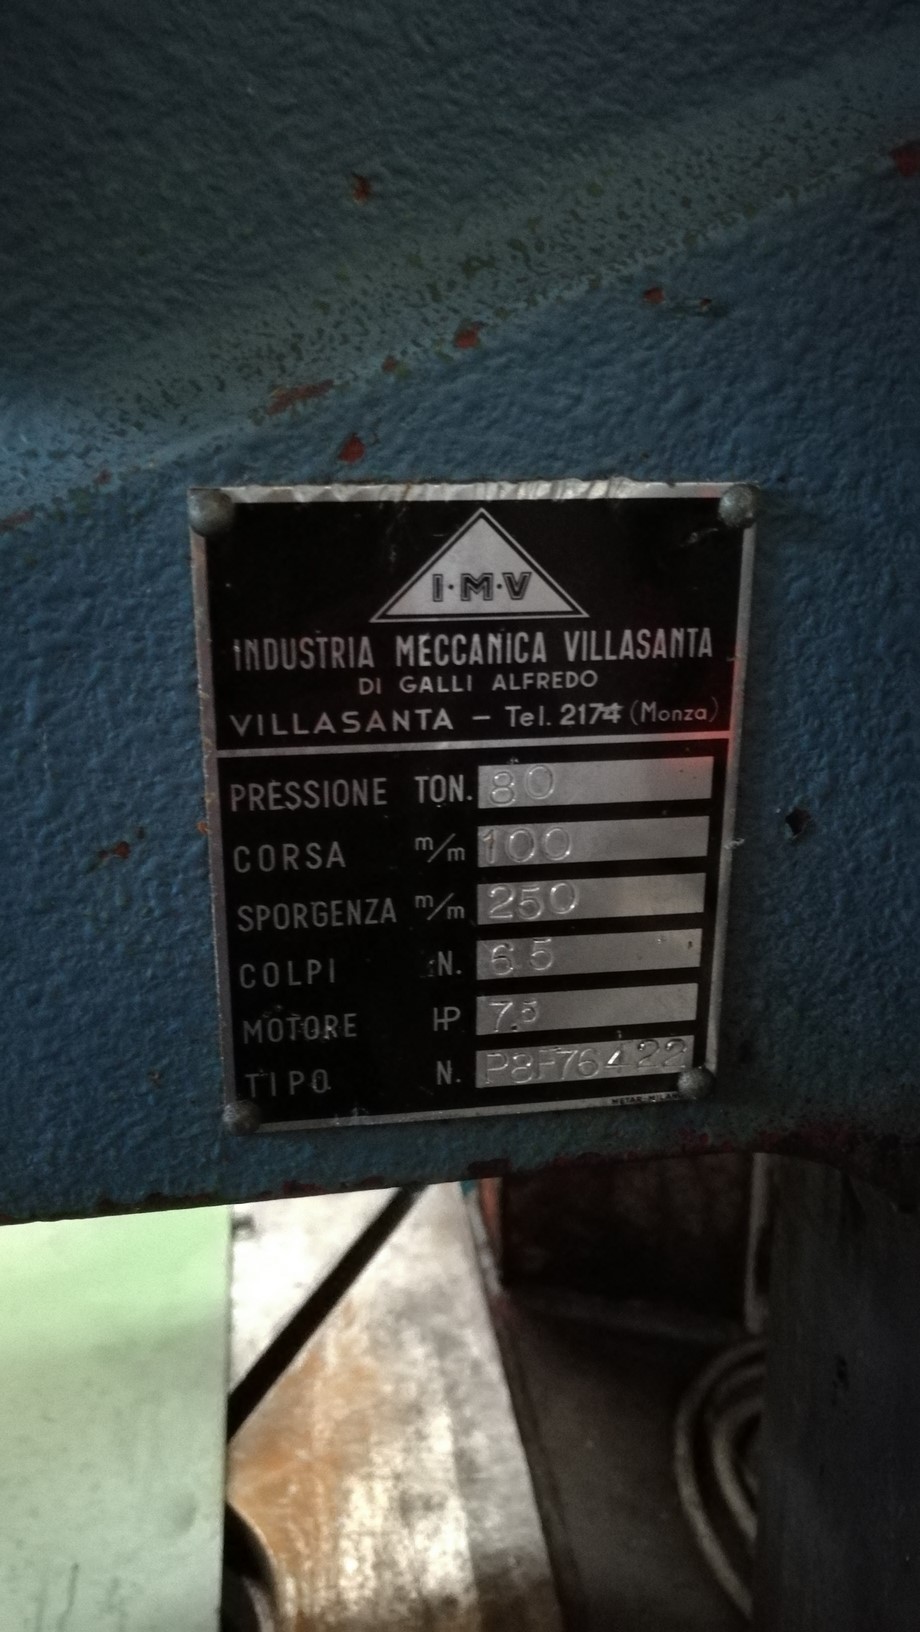 I·M·V
INDUSTRIA MECCANICA VILLASANTA
DI GALLI ALFREDO
VILLASANTA – Tel. 2174 (Monza)
PRESSIONE TON. 80
CORSA m/m 100
SPORGENZA m/m 250
COLPI N. 65
MOTORE HP 7.5
TIPO N. P8F76422